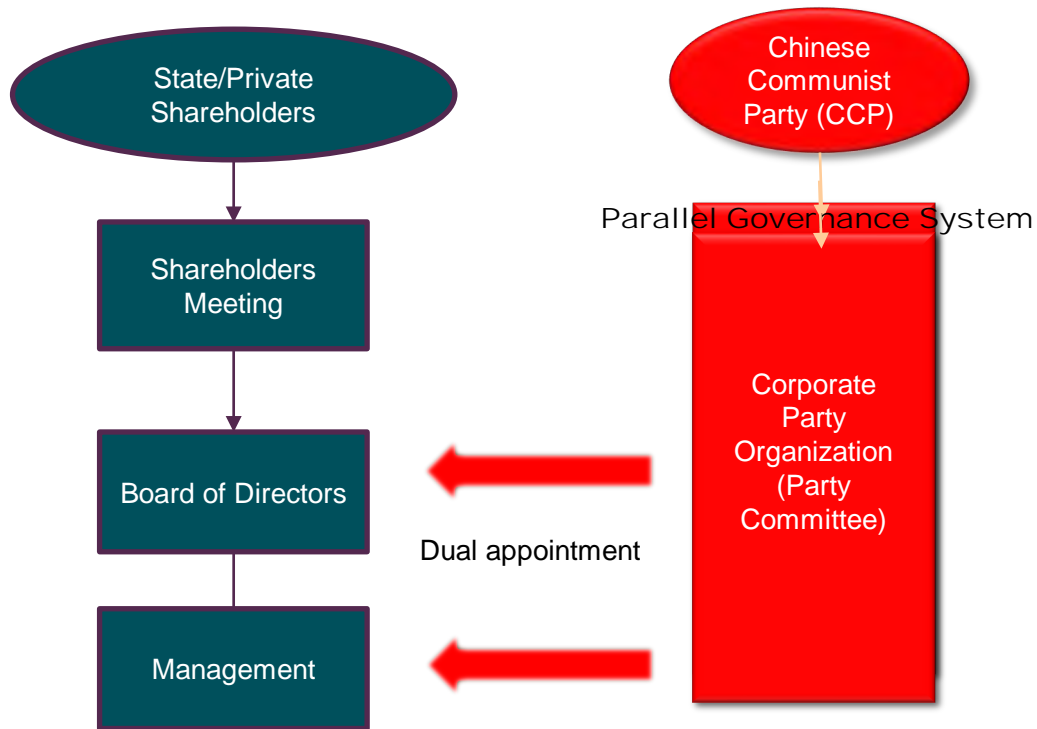 State/Private
Shareholders
Chinese
Communist
Party (CCP)
Parallel Governance System
Shareholders
Meeting
Corporate
Party
Organization
(Party
Committee)
Board of Directors
Dual appointment
Management